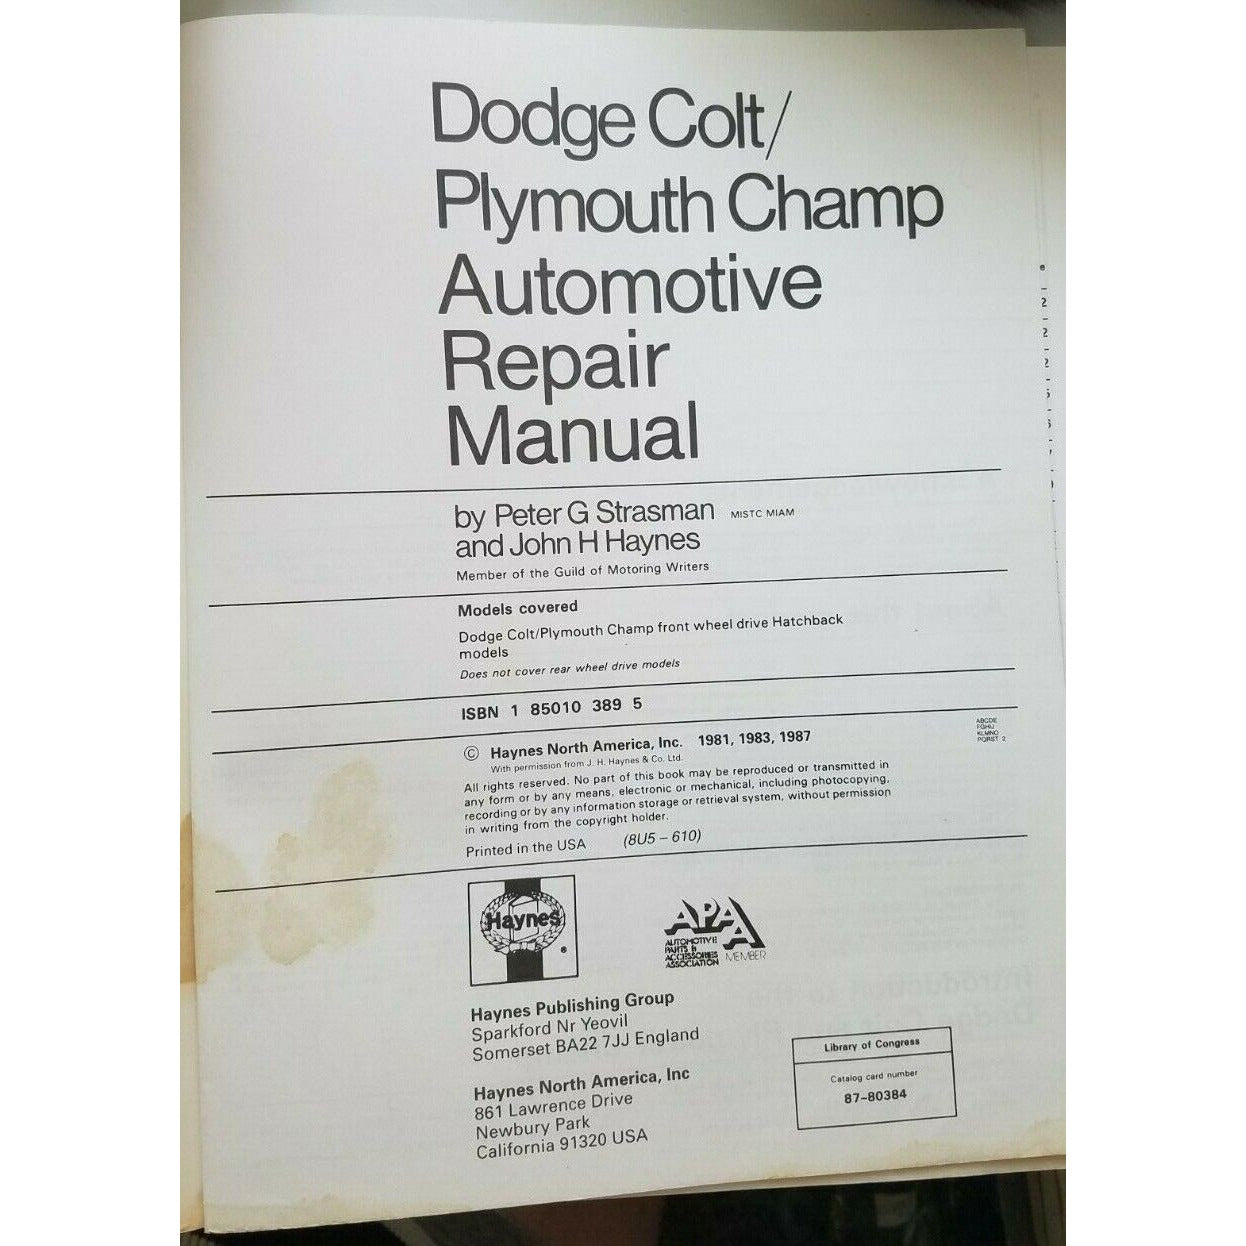 Dodge Colt/
Plymouth Champ
Automotive
Repair
Manual
by Peter G Strasman MISTC MIAM
and John H Haynes
Member of the Guild of Motoring Writers
Models covered
Dodge Colt/Plymouth Champ front wheel drive Hatchback
models
Does not cover rear wheel drive models
ISBN 1 85010 389 5
© Haynes North America, Inc. 1981, 1983, 1987
With permission from J. H. Haynes & Co. Ltd.
ABCDE
FGHIJ
KLMNO
PQRST 2
All rights reserved. No part of this book may be reproduced or transmitted in
any form or by any means, electronic or mechanical, including photocopying,
recording or by any information storage or retrieval system, without permission
in writing from the copyright holder.
Printed in the USA (8U5 – 610)
Haynes ®
APAA
AUTOMOTIVE
PARTS &
ACCESSORIES
ASSOCIATION MEMBER
Haynes Publishing Group
Sparkford Nr Yeovil
Somerset BA22 7JJ England
Haynes North America, Inc
861 Lawrence Drive
Newbury Park
California 91320 USA
Library of Congress
Catalog card number
87-80384